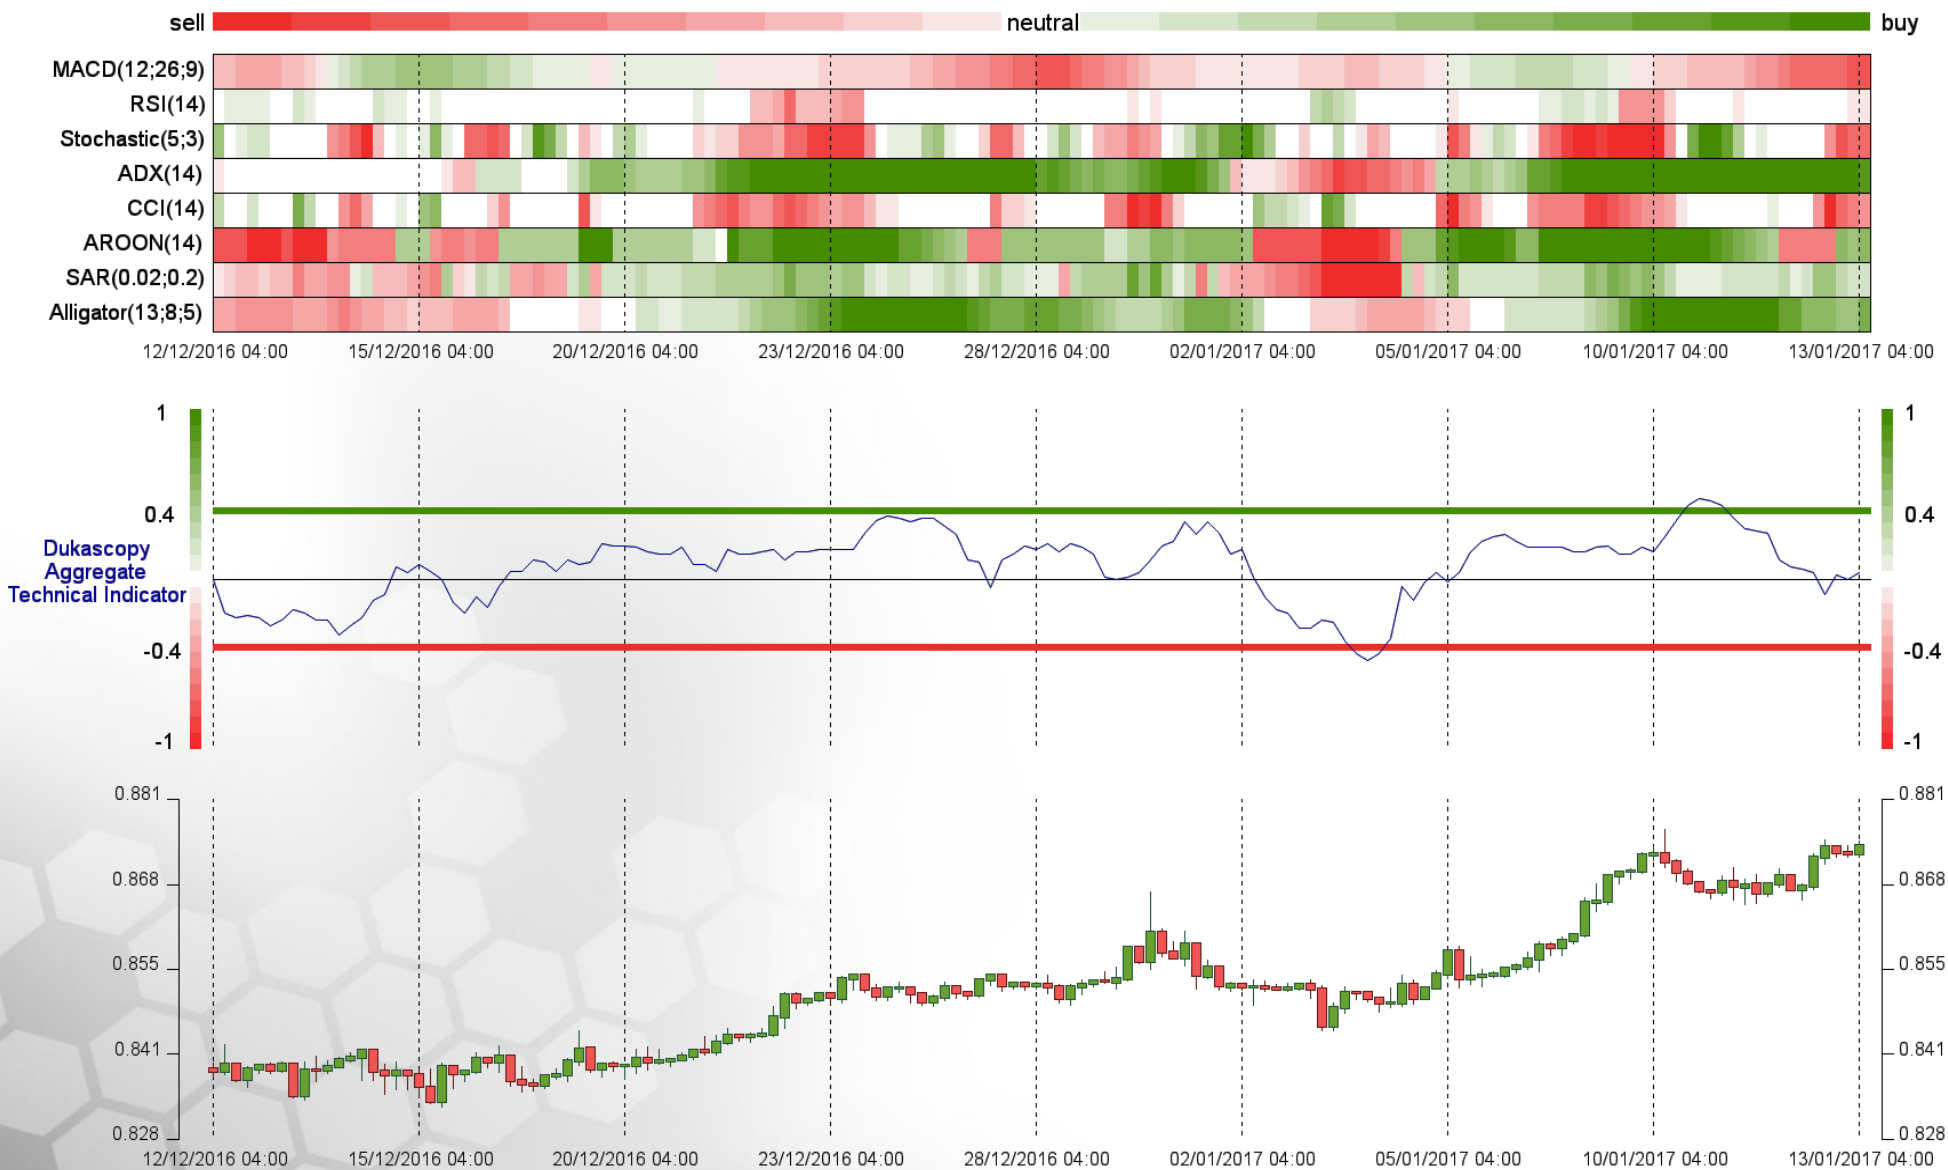 sell neutral buy
MACD(12;26;9)
RSI(14)
Stochastic(5;3)
ADX(14)
CCI(14)
AROON(14)
SAR(0.02;0.2)
Alligator(13;8;5)
12/12/2016 04:00 15/12/2016 04:00 20/12/2016 04:00 23/12/2016 04:00 28/12/2016 04:00 02/01/2017 04:00 05/01/2017 04:00 10/01/2017 04:00 13/01/2017 04:00
1 1
0.4 0.4
Dukascopy
Aggregate
Technical Indicator
-0.4 -0.4
-1 -1
0.881 0.881
0.868 0.868
0.855 0.855
0.841 0.841
0.828 0.828
12/12/2016 04:00 15/12/2016 04:00 20/12/2016 04:00 23/12/2016 04:00 28/12/2016 04:00 02/01/2017 04:00 05/01/2017 04:00 10/01/2017 04:00 13/01/2017 04:00